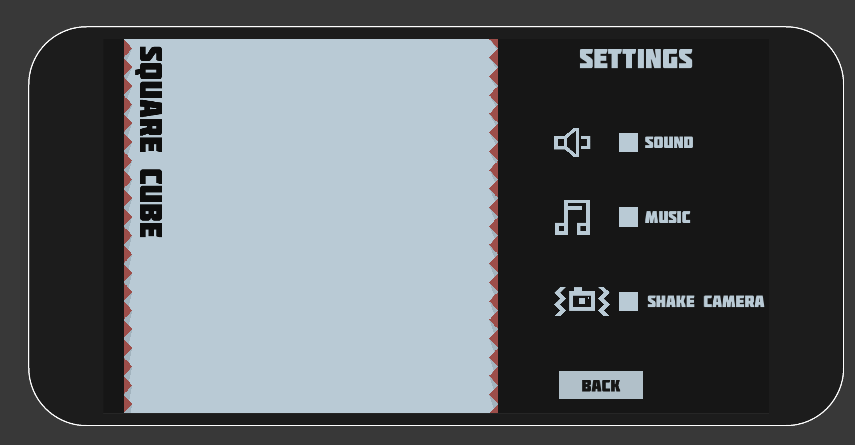 SQUARE CUBE
SETTINGS
SOUND
MUSIC
SHAKE CAMERA
BACK